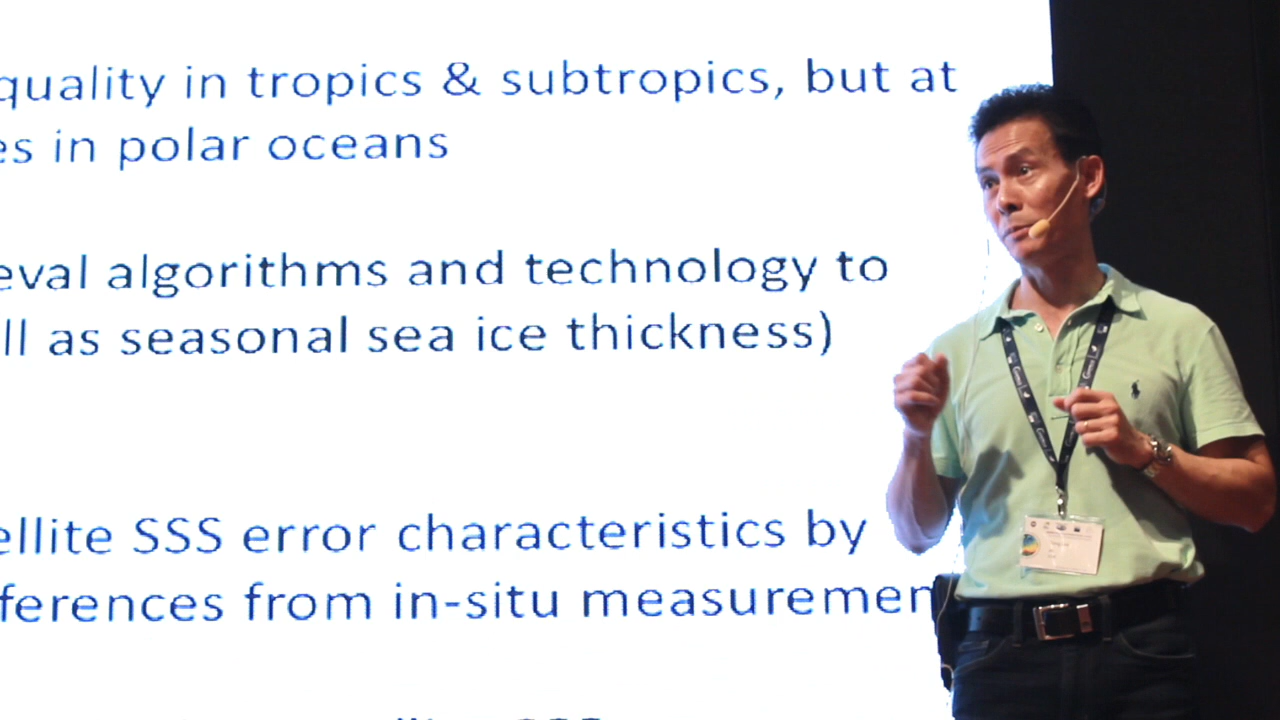 quality in tropics & subtropics, but at
es in polar oceans
eval algorithms and technology to
ll as seasonal sea ice thickness)
ellite SSS error characteristics by
ferences from in-situ measuremen